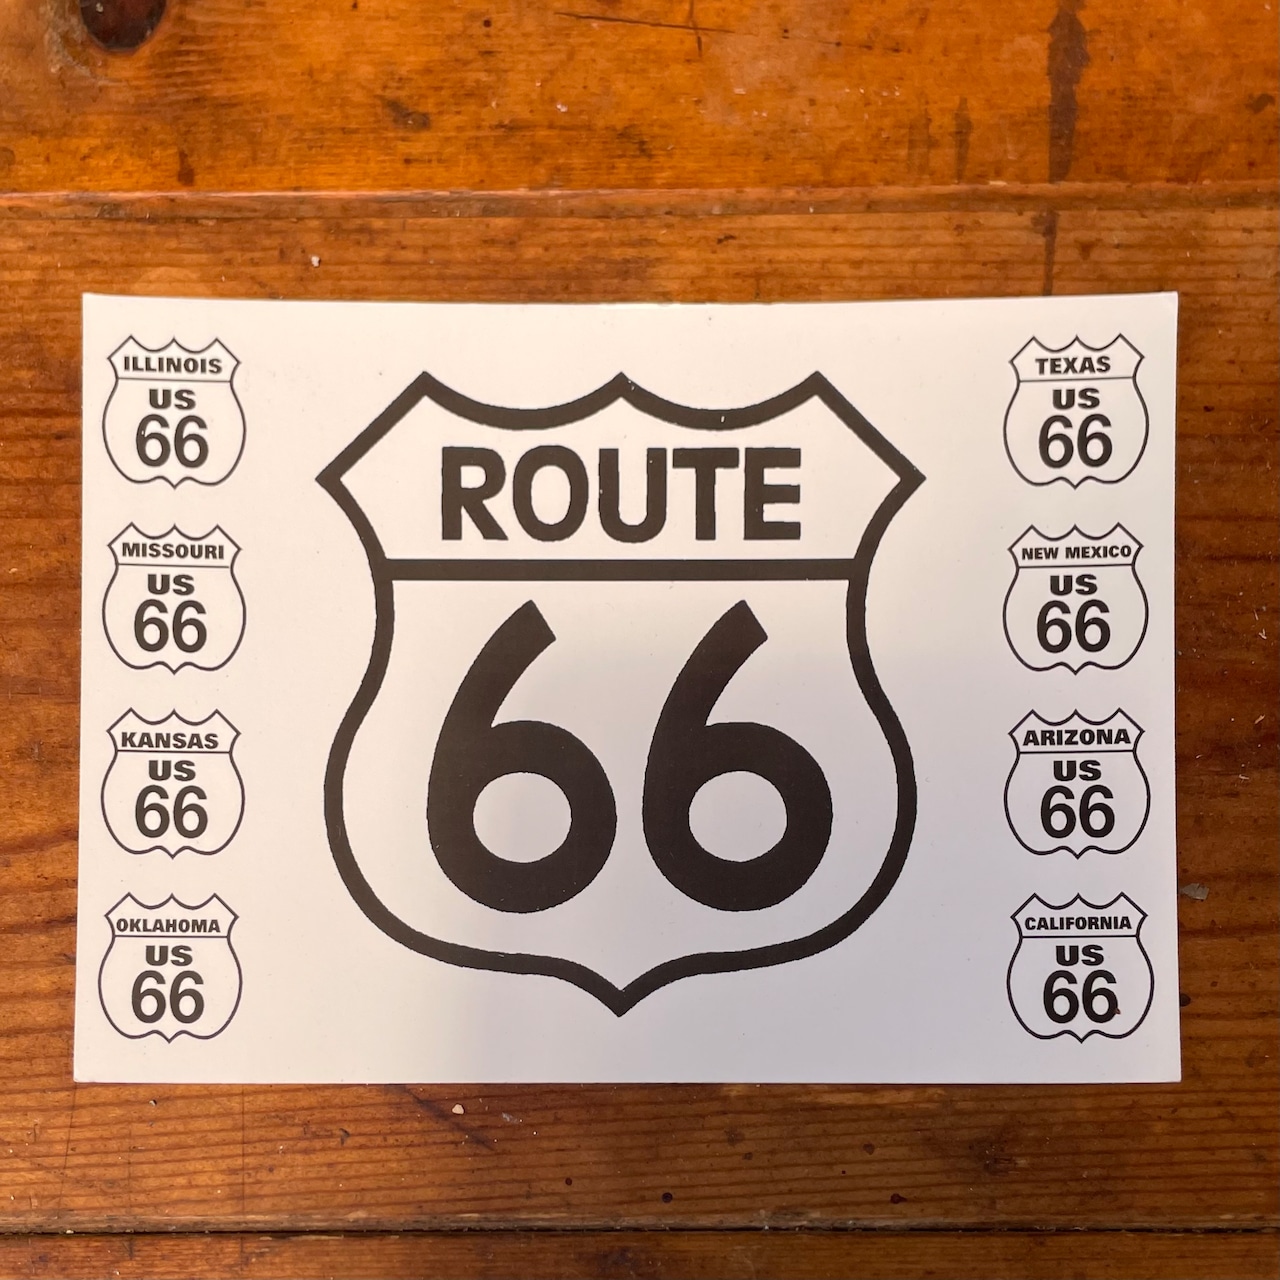 ILLINOIS
US
66
MISSOURI
US
66
KANSAS
US
66
OKLAHOMA
US
66
ROUTE
66
TEXAS
US
66
NEW MEXICO
US
66
ARIZONA
US
66
CALIFORNIA
US
66